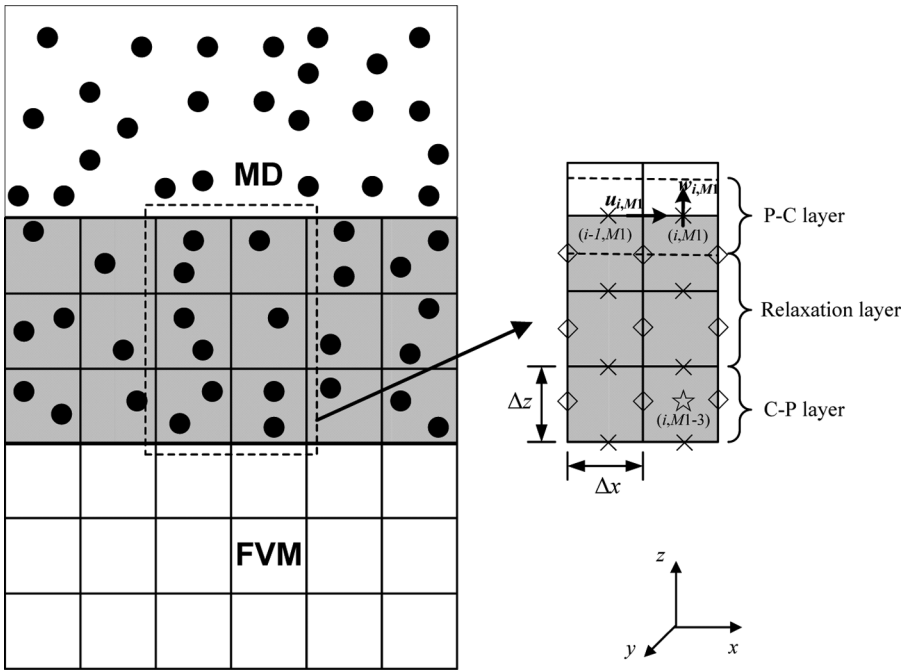 MD
FVM
w_{i,M1}
u_{i,M1}
(i-1,M1)
(i,M1)
P-C layer
Relaxation layer
C-P layer
Δz
(i,M1-3)
Δx
z
y
x